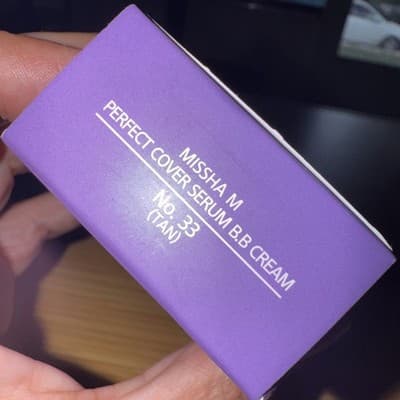 MISSHA M
PERFECT COVER SERUM B.B CREAM
No. 33
(TAN)